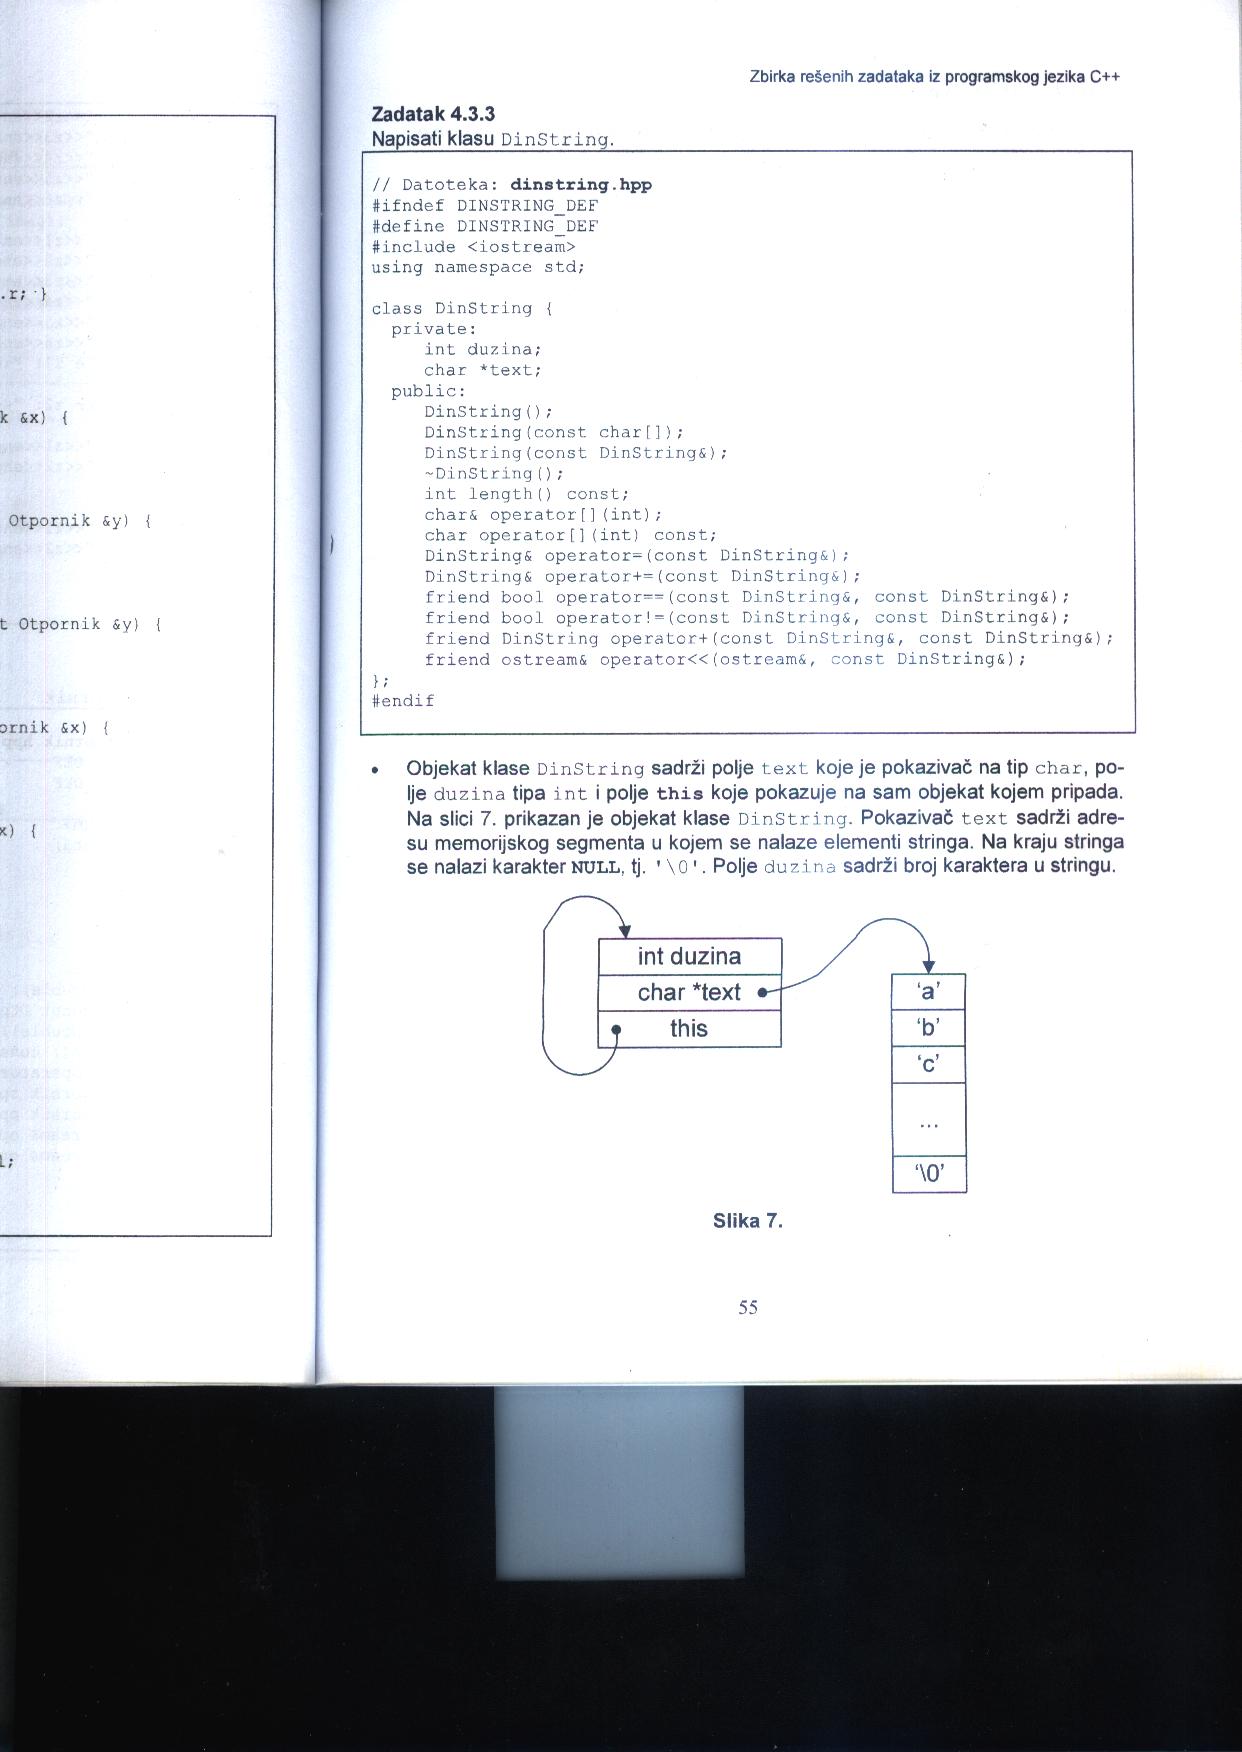 .r; }
k &x) {
Otpornik &y) {
t Otpornik &y) {
ornik &x) {
x) {
l;
Zbirka rešenih zadataka iz programskog jezika C++
Zadatak 4.3.3
Napisati klasu DinString.
// Datoteka: dinstring.hpp
#ifndef DINSTRING_DEF
#define DINSTRING_DEF
#include <iostream>
using namespace std;
class DinString {
private:
int duzina;
char *text;
public:
DinString();
DinString(const char[]);
DinString(const DinString&);
~DinString();
int length() const;
char& operator[](int);
char operator[](int) const;
DinString& operator=(const DinString&);
DinString& operator+=(const DinString&);
friend bool operator==(const DinString&, const DinString&);
friend bool operator!=(const DinString&, const DinString&);
friend DinString operator+(const DinString&, const DinString&);
friend ostream& operator<<(ostream&, const DinString&);
};
#endif
• Objekat klase DinString sadrži polje text koje je pokazivač na tip char, po-
lje duzina tipa int i polje this koje pokazuje na sam objekat kojem pripada.
Na slici 7. prikazan je objekat klase DinString. Pokazivač text sadrži adre-
su memorijskog segmenta u kojem se nalaze elementi stringa. Na kraju stringa
se nalazi karakter NULL, tj. '\0'. Polje duzina sadrži broj karaktera u stringu.
int duzina
char *text
this
‘a’
‘b’
‘c’
...
‘\0’
Slika 7.
55